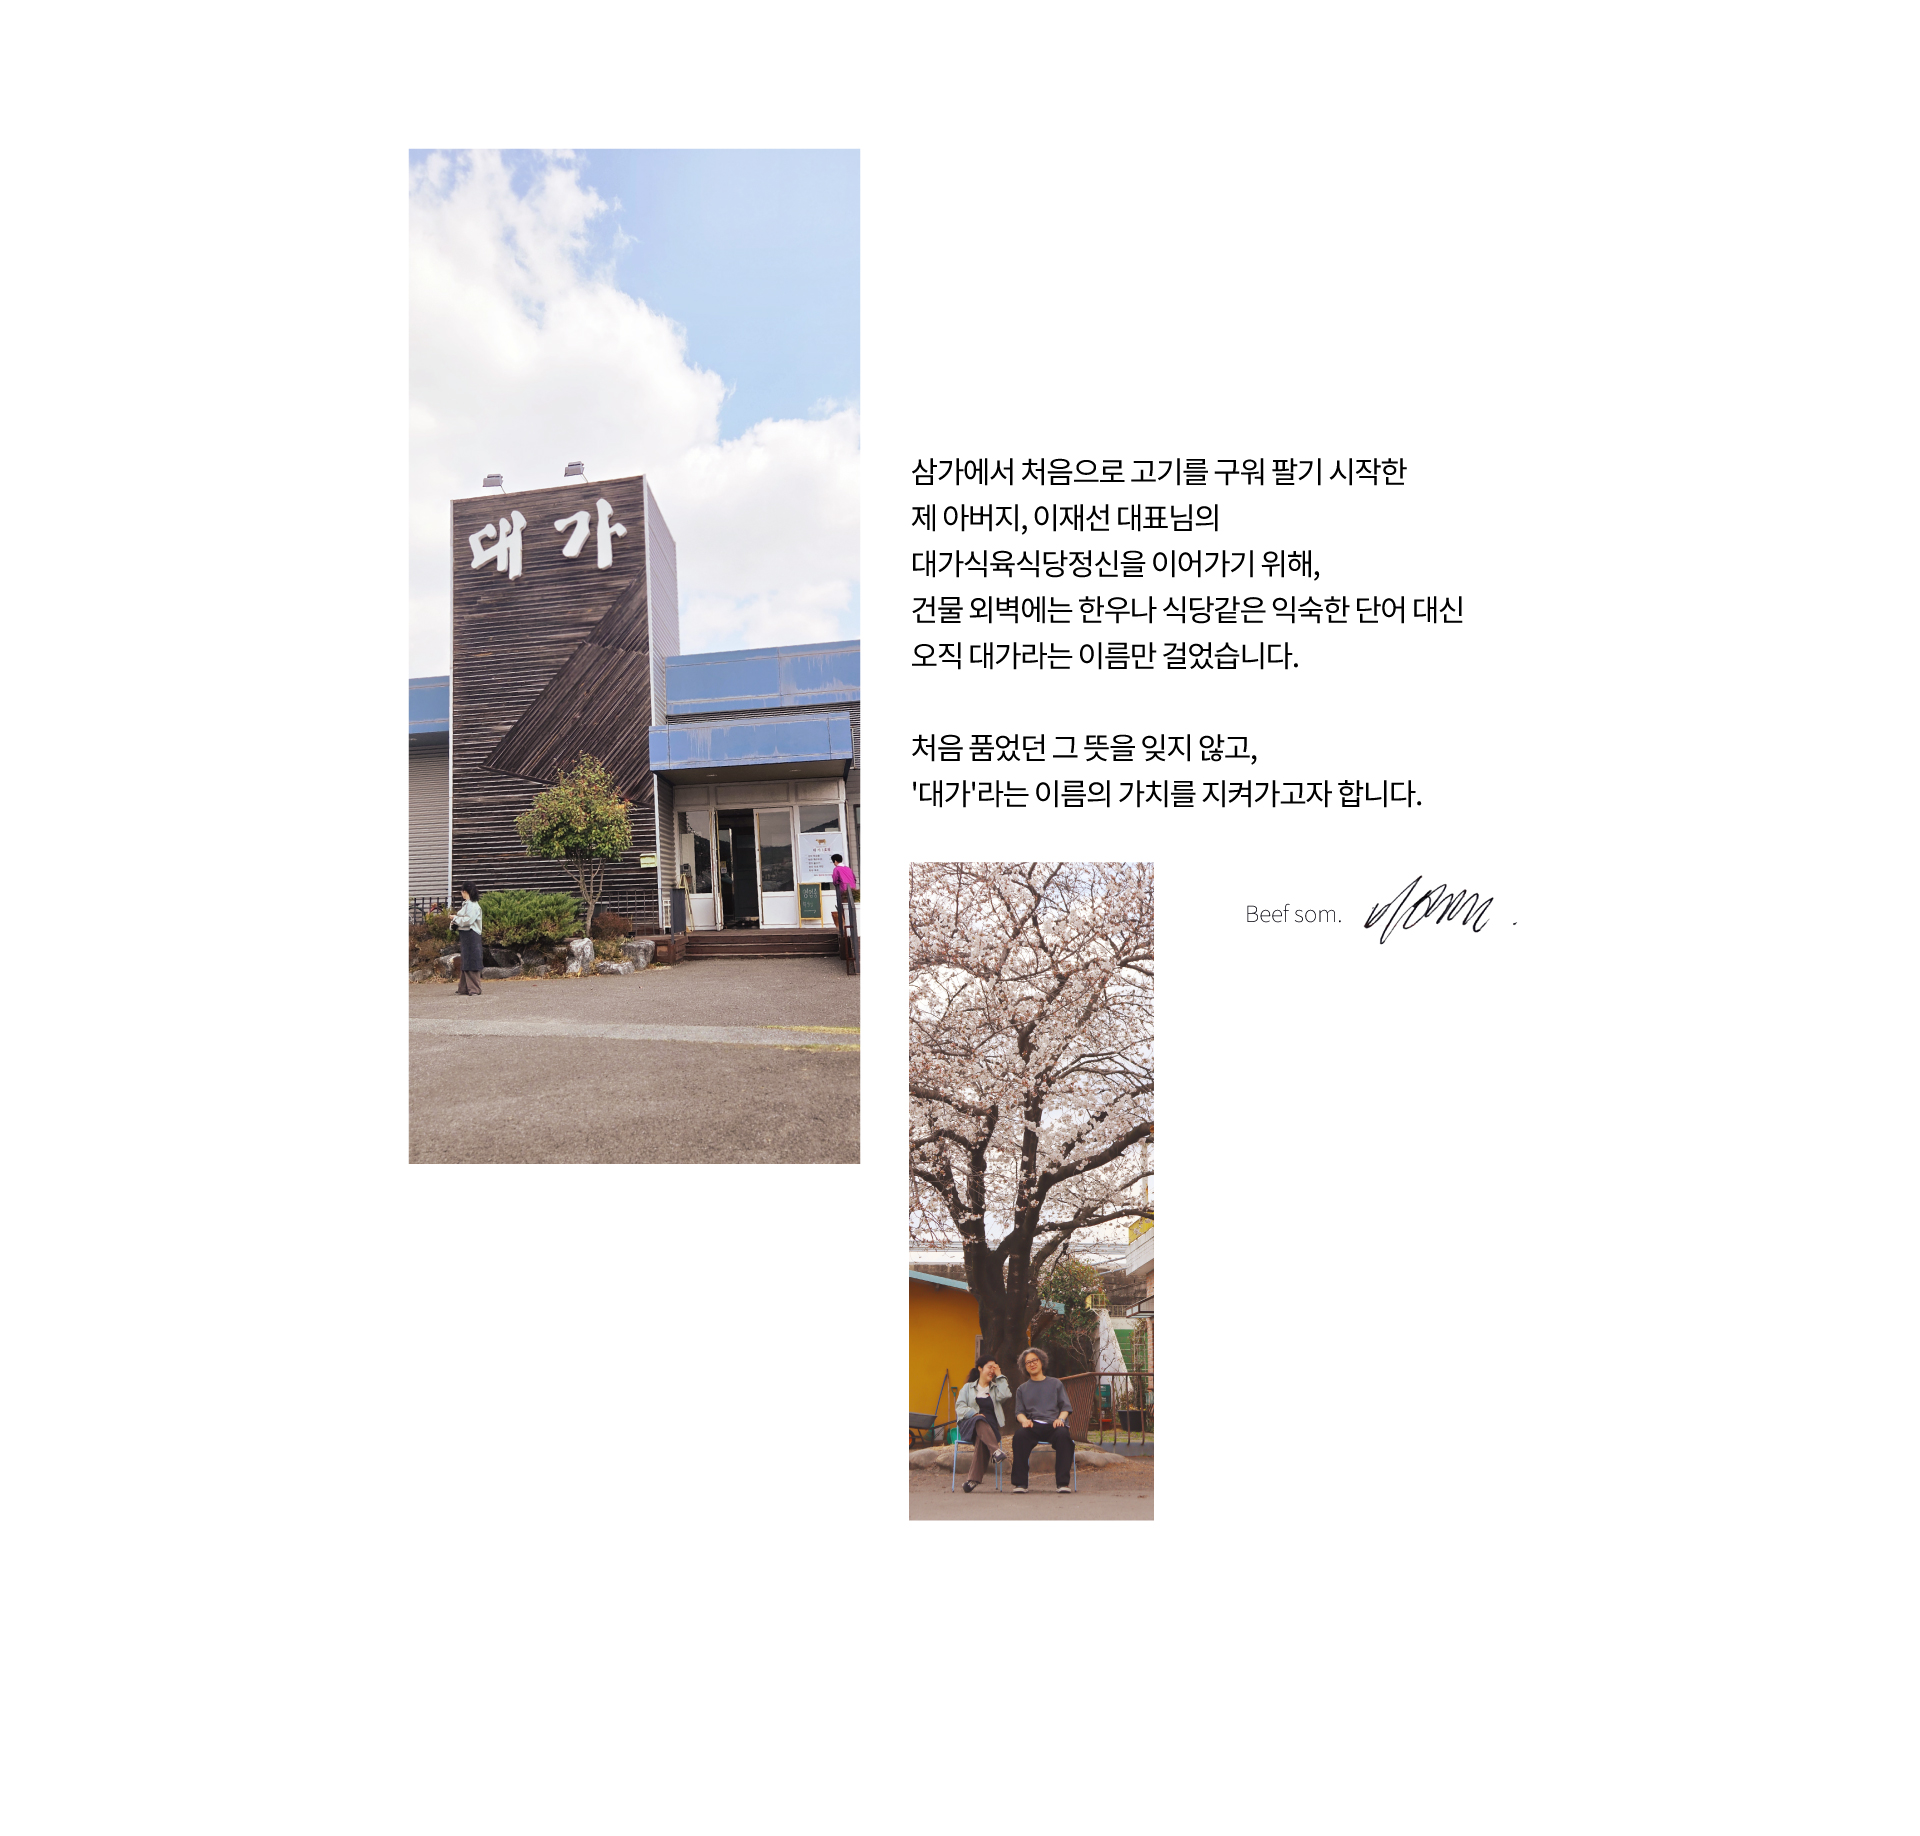 대가
삼가에서 처음으로 고기를 구워 팔기 시작한
제 아버지, 이재선 대표님의
대가식육식당정신을 이어가기 위해,
건물 외벽에는 한우나 식당같은 익숙한 단어 대신
오직 대가라는 이름만 걸었습니다.
처음 품었던 그 뜻을 잊지 않고,
'대가'라는 이름의 가치를 지켜가고자 합니다.
Beef som.